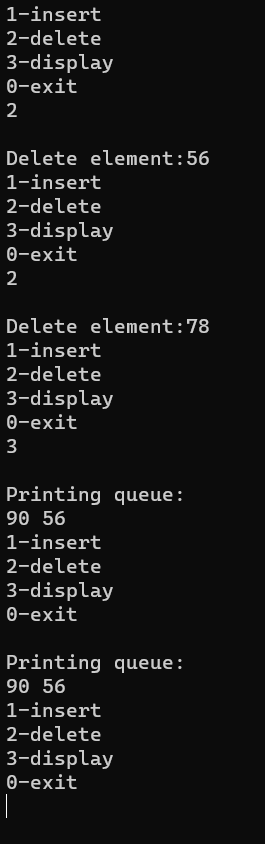 1-insert
2-delete
3-display
0-exit
2
Delete element:56
1-insert
2-delete
3-display
0-exit
2
Delete element:78
1-insert
2-delete
3-display
0-exit
3
Printing queue:
90 56
1-insert
2-delete
3-display
0-exit
Printing queue:
90 56
1-insert
2-delete
3-display
0-exit